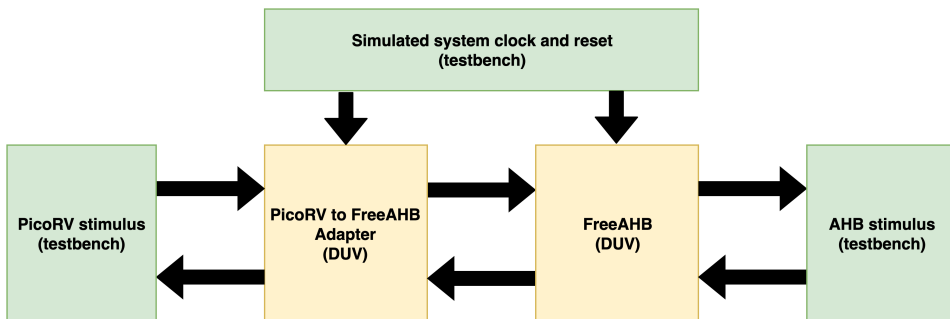 Simulated system clock and reset
(testbench)
PicoRV stimulus
(testbench)
PicoRV to FreeAHB
Adapter
(DUV)
FreeAHB
(DUV)
AHB stimulus
(testbench)